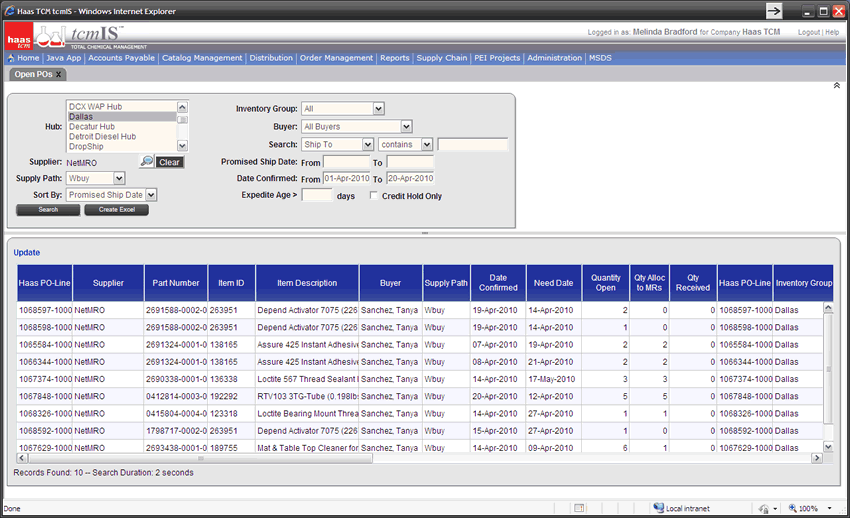 Haas TCM tcmIS - Windows Internet Explorer
haas tcm tcmIS TOTAL CHEMICAL MANAGEMENT
Logged in as: Melinda Bradford for Company Haas TCM Logout | Help
Home Java App Accounts Payable Catalog Management Distribution Order Management Reports Supply Chain PEI Projects Administration MSDS
Open POs x
DCX WAP Hub
Hub: Dallas
Decatur Hub
Detroit Diesel Hub
DropShip
Supplier: NetMRO Clear
Supply Path: Wbuy
Sort By: Promised Ship Date
Search Create Excel
Inventory Group: All
Buyer: All Buyers
Search: Ship To contains
Promised Ship Date: From To
Date Confirmed: From 01-Apr-2010 To 20-Apr-2010
Expedite Age > days Credit Hold Only
Update
Haas PO-Line Supplier Part Number Item ID Item Description Buyer Supply Path Date Confirmed Need Date Quantity Open Qty Alloc to MRs Qty Received Haas PO-Line Inventory Group
1068597-1000 NetMRO 2691588-0002-0 263951 Depend Activator 7075 (226 Sanchez, Tanya Wbuy 19-Apr-2010 14-Apr-2010 2 0 0 1068597-1000 Dallas
1068598-1000 NetMRO 2691588-0002-0 263951 Depend Activator 7075 (226 Sanchez, Tanya Wbuy 19-Apr-2010 14-Apr-2010 1 0 0 1068598-1000 Dallas
1065584-1000 NetMRO 2691324-0001-0 138165 Assure 425 Instant Adhesive Sanchez, Tanya Wbuy 07-Apr-2010 19-Apr-2010 2 2 0 1065584-1000 Dallas
1066344-1000 NetMRO 2691324-0001-0 138165 Assure 425 Instant Adhesive Sanchez, Tanya Wbuy 08-Apr-2010 21-Apr-2010 2 2 0 1066344-1000 Dallas
1067374-1000 NetMRO 2690338-0001-0 136338 Loctite 567 Thread Sealant Sanchez, Tanya Wbuy 14-Apr-2010 17-May-2010 3 3 0 1067374-1000 Dallas
1067848-1000 NetMRO 0412814-0003-0 192292 RTV103 3TG-Tube (0.198lbs Sanchez, Tanya Wbuy 20-Apr-2010 12-Apr-2010 5 5 0 1067848-1000 Dallas
1068326-1000 NetMRO 0415804-0004-0 123318 Loctite Bearing Mount Threa Sanchez, Tanya Wbuy 14-Apr-2010 27-Apr-2010 1 1 0 1068326-1000 Dallas
1068592-1000 NetMRO 1798717-0002-0 263951 Depend Activator 7075 (226 Sanchez, Tanya Wbuy 15-Apr-2010 27-Apr-2010 1 0 0 1068592-1000 Dallas
1067629-1000 NetMRO 2693438-0001-0 189755 Mat & Table Top Cleaner for Sanchez, Tanya Wbuy 14-Apr-2010 09-Apr-2010 6 1 0 1067629-1000 Dallas
Records Found: 10 -- Search Duration: 2 seconds
Done Local intranet 100%